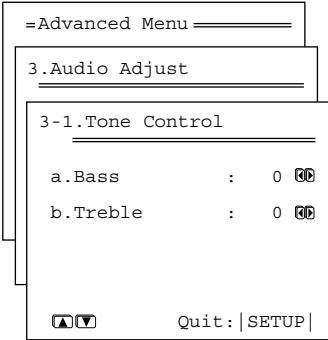 =Advanced Menu
3.Audio Adjust
3-1.Tone Control
a.Bass : 0
b.Treble : 0
Quit:|SETUP|